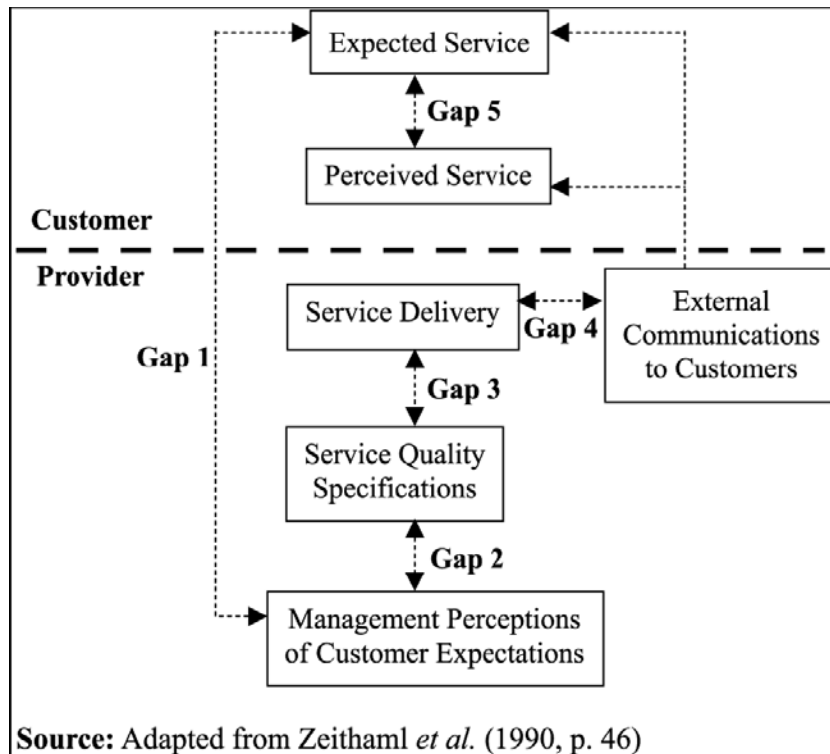 Expected Service
Gap 5
Perceived Service
Customer
Provider
Service Delivery
Gap 4
External
Communications
to Customers
Gap 1
Gap 3
Service Quality
Specifications
Gap 2
Management Perceptions
of Customer Expectations
Source: Adapted from Zeithaml et al. (1990, p. 46)